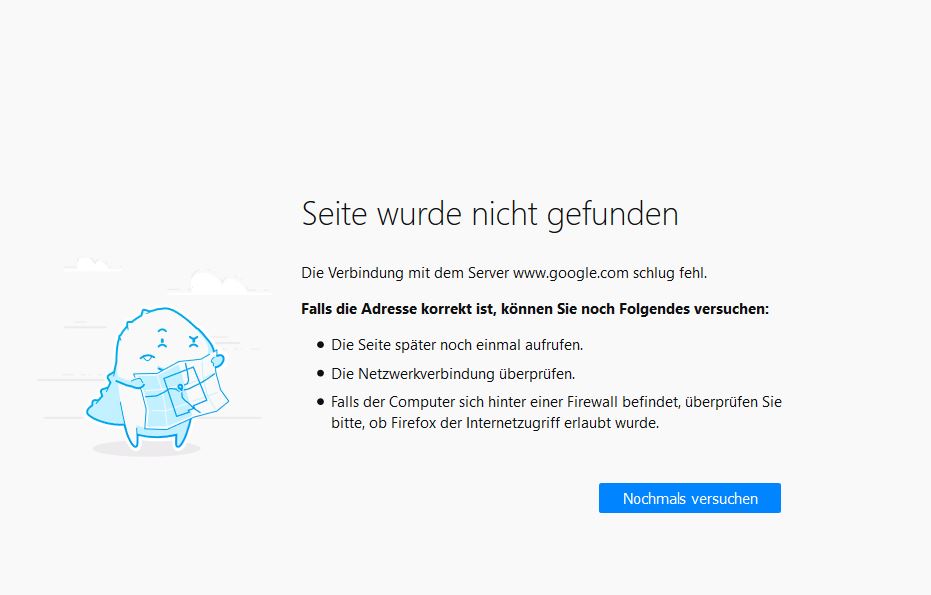 Seite wurde nicht gefunden
Die Verbindung mit dem Server www.google.com schlug fehl.
Falls die Adresse korrekt ist, können Sie noch Folgendes versuchen:
Die Seite später noch einmal aufrufen.
Die Netzwerkverbindung überprüfen.
Falls der Computer sich hinter einer Firewall befindet, überprüfen Sie
bitte, ob Firefox der Internetzugriff erlaubt wurde.
Nochmals versuchen